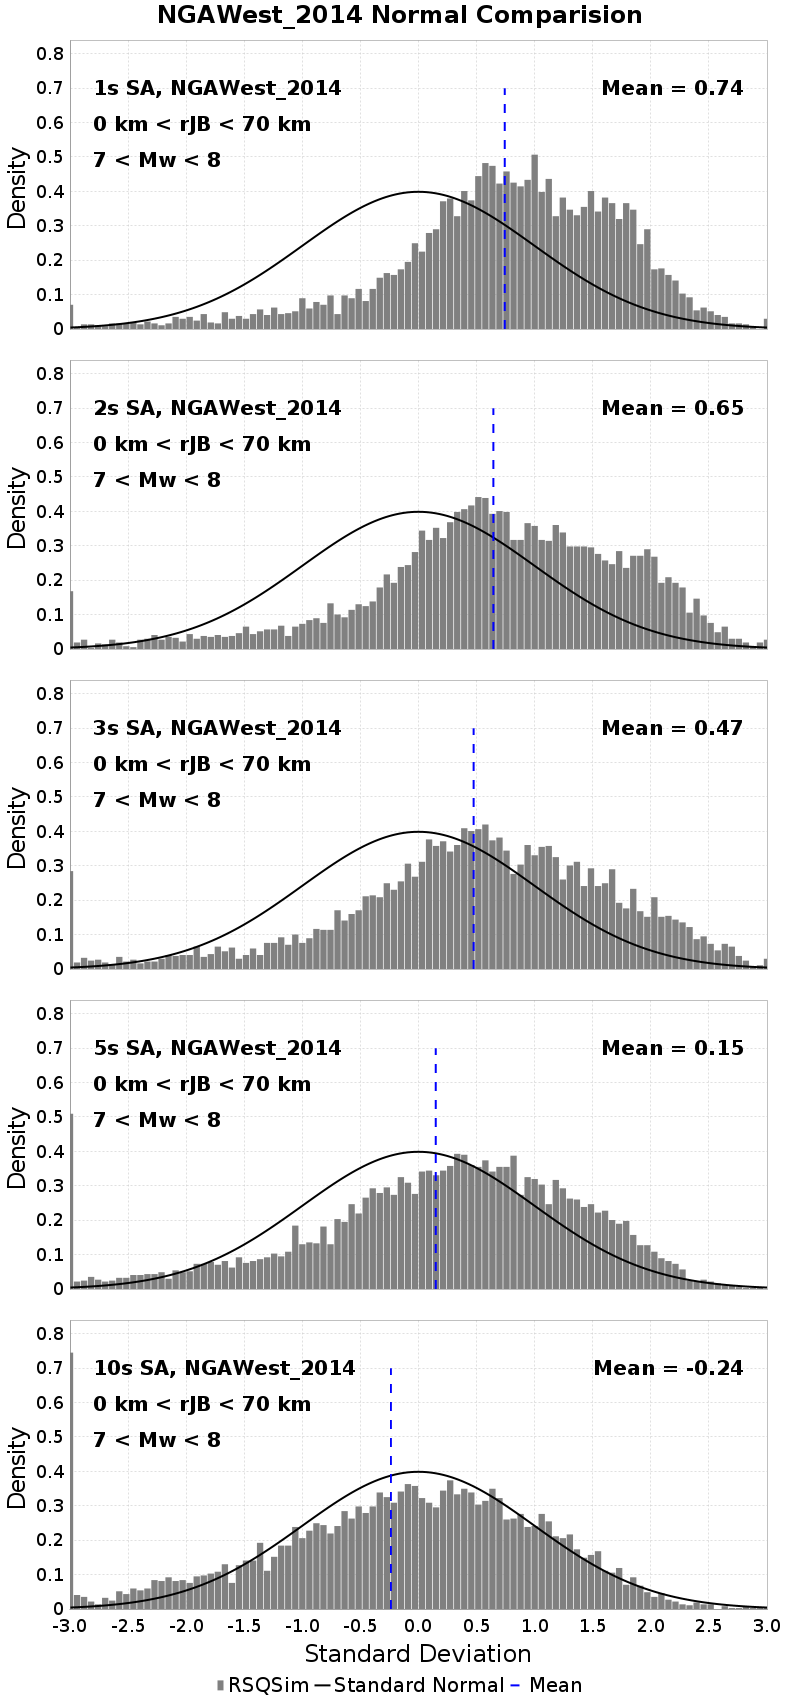 NGAWest_2014 Normal Comparision
0.8
0.7
0.6
0.5
0.4
0.3
0.2
0.1
0
Density
1s SA, NGAWest_2014
Mean = 0.74
0 km < rJB < 70 km
7 < Mw < 8
0.8
0.7
0.6
0.5
0.4
0.3
0.2
0.1
0
Density
2s SA, NGAWest_2014
Mean = 0.65
0 km < rJB < 70 km
7 < Mw < 8
0.8
0.7
0.6
0.5
0.4
0.3
0.2
0.1
0
Density
3s SA, NGAWest_2014
Mean = 0.47
0 km < rJB < 70 km
7 < Mw < 8
0.8
0.7
0.6
0.5
0.4
0.3
0.2
0.1
0
Density
5s SA, NGAWest_2014
Mean = 0.15
0 km < rJB < 70 km
7 < Mw < 8
0.8
0.7
0.6
0.5
0.4
0.3
0.2
0.1
0
Density
10s SA, NGAWest_2014
Mean = -0.24
0 km < rJB < 70 km
7 < Mw < 8
-3.0 -2.5 -2.0 -1.5 -1.0 -0.5 0.0 0.5 1.0 1.5 2.0 2.5 3.0
Standard Deviation
RSQSim Standard Normal Mean